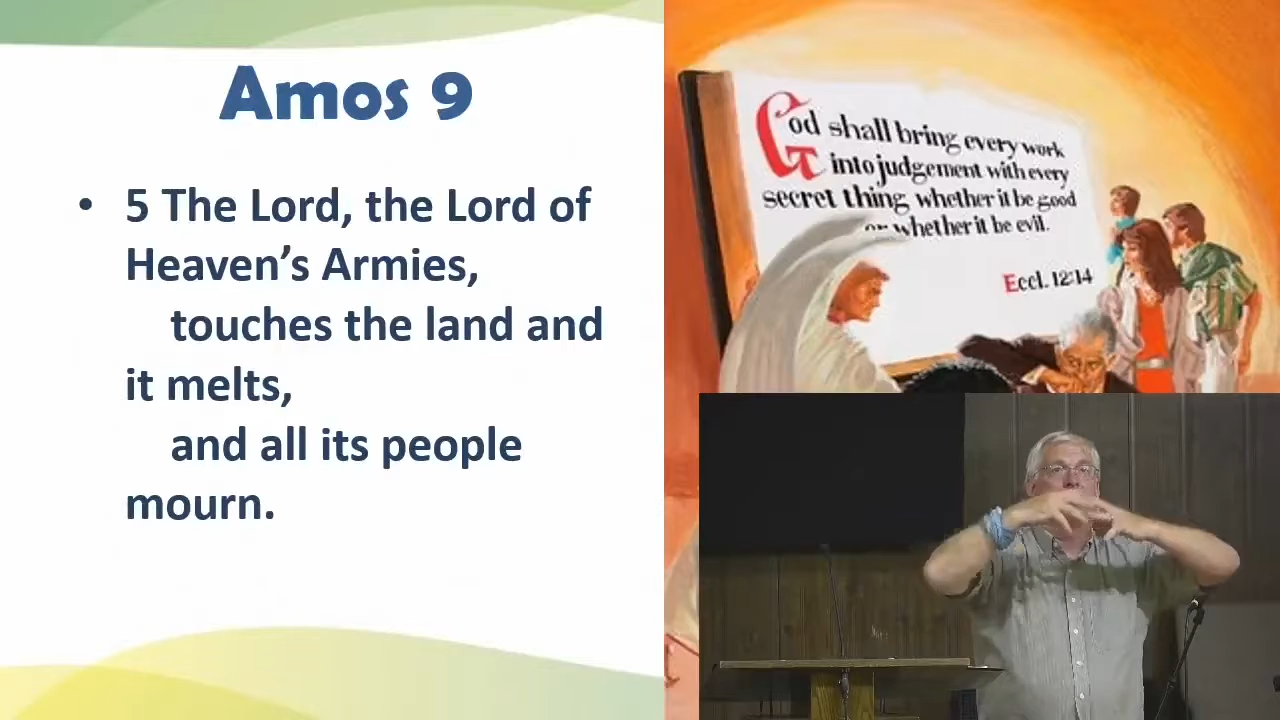 Amos 9
• 5 The Lord, the Lord of
Heaven’s Armies,
touches the land and
it melts,
and all its people
mourn.
God shall bring every work
into judgement with every
secret thing whether it be good
or whether it be evil.
Eccl. 12:14